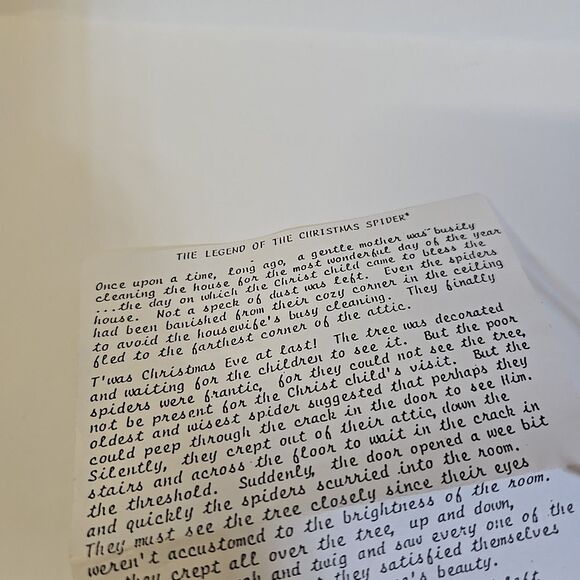 THE LEGEND OF THE CHRISTMAS SPIDER*
Once upon a time, long ago, a gentle mother was busily
cleaning the house for the most wonderful day of the year
...the day on which the Christ child came to bless the
house. Not a speck of dust was left. Even the spiders
had been banished from their cozy corner in the ceiling
to avoid the housewife's busy cleaning. They finally
fled to the farthest corner of the attic.
T'was Christmas Eve at last! The tree was decorated
and waiting for the children to see it. But the poor
spiders were frantic, for they could not see the tree,
not be present for the Christ child's visit. But the
oldest and wisest spider suggested that perhaps they
could peep through the crack in the door to see Him.
Silently, they crept out of their attic, down the
stairs and across the floor to wait in the crack in
the threshold. Suddenly, the door opened a wee bit
and quickly the spiders scurried into the room.
They must see the tree closely since their eyes
weren't accustomed to the brightness of the room.
they crept all over the tree, up and down,
and twig and saw every one of the
they satisfied themselves
beauty.